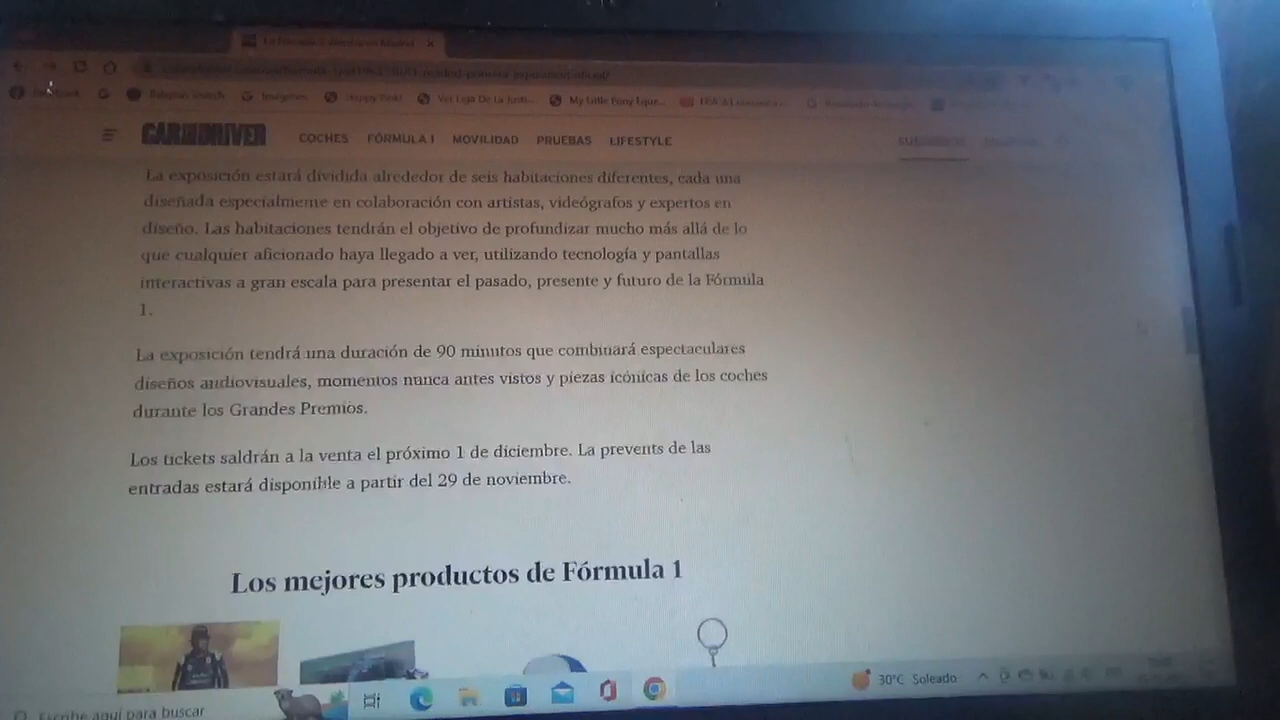 CAR AND DRIVER
COCHES FÓRMULA 1 MOVILIDAD PRUEBAS LIFESTYLE
La exposición estará dividida alrededor de seis habitaciones diferentes, cada una
diseñada especialmente en colaboración con artistas, videógrafos y expertos en
diseño. Las habitaciones tendrán el objetivo de profundizar mucho más allá de lo
que cualquier aficionado haya llegado a ver, utilizando tecnología y pantallas
interactivas a gran escala para presentar el pasado, presente y futuro de la Fórmula
1.
La exposición tendrá una duración de 90 minutos que combinará espectaculares
diseños audiovisuales, momentos nunca antes vistos y piezas icónicas de los coches
durante los Grandes Premios.
Los tickets saldrán a la venta el próximo 1 de diciembre. La prevents de las
entradas estará disponible a partir del 29 de noviembre.
Los mejores productos de Fórmula 1
30°C Soleado
Escribe aquí para buscar